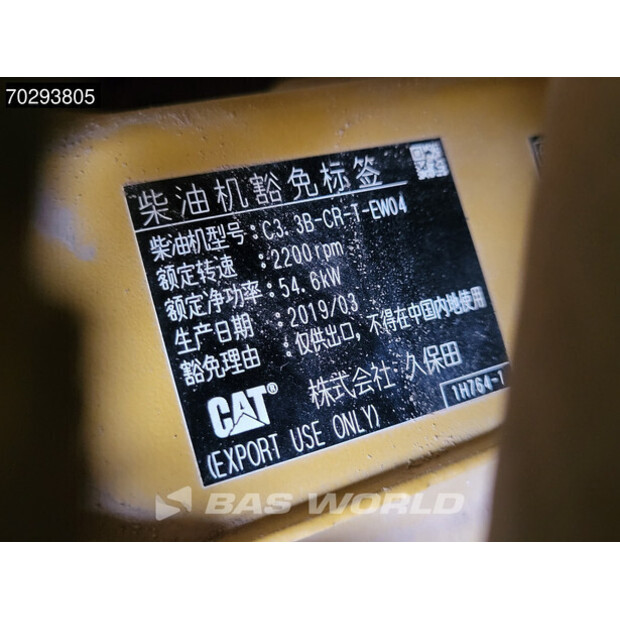 70293805
柴油机豁免标签
柴油机型号:C3.3B-CR-T-EW04
额定转速:2200rpm
额定净功率:54.6kW
生产日期:2019/03
豁免理由:仅供出口,不得在中国内地使用
CAT® 株式会社 久保田
(EXPORT USE ONLY)
1H764-1
BAS WORLD